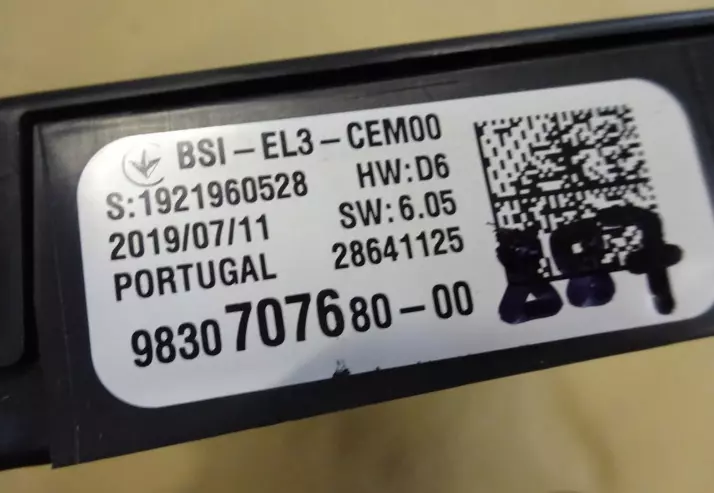 BSI-EL3-CEM00
S:1921960528 HW:D6
2019/07/11 SW:6.05
PORTUGAL 28641125
9830707680-00